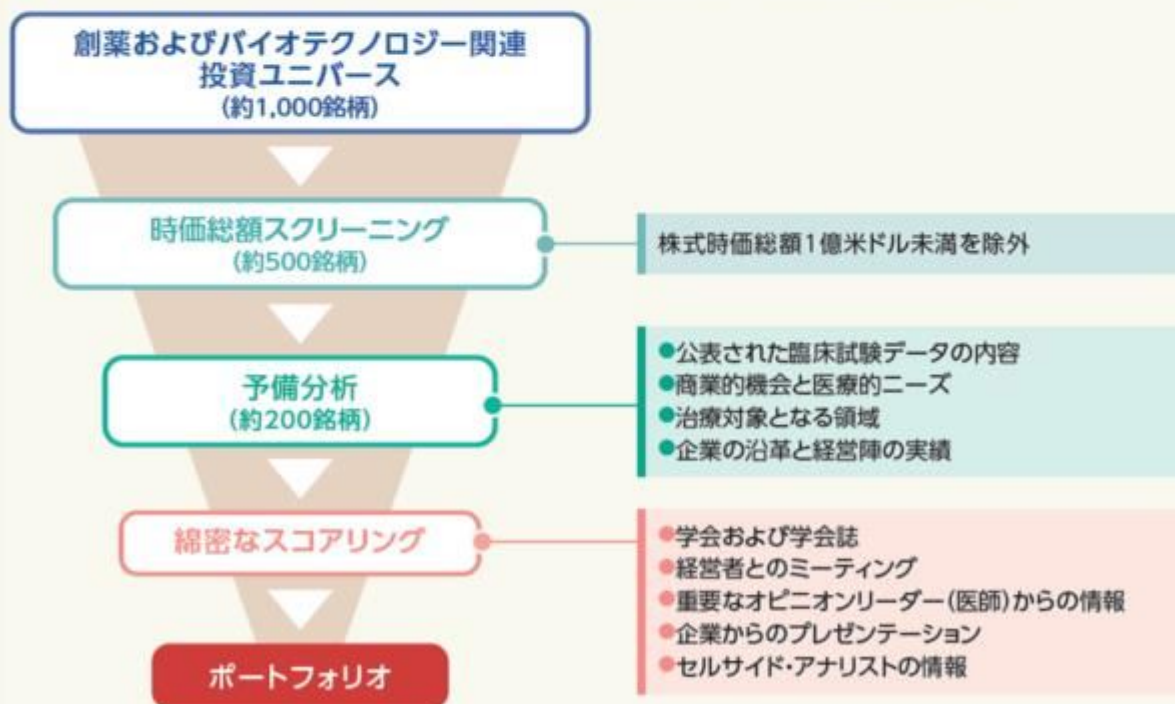 創薬およびバイオテクノロジー関連
投資ユニバース
(約1,000銘柄)
時価総額スクリーニング
(約500銘柄)
株式時価総額1億米ドル未満を除外
予備分析
(約200銘柄)
●公表された臨床試験データの内容
●商業的機会と医療的ニーズ
●治療対象となる領域
●企業の沿革と経営陣の実績
綿密なスコアリング
●学会および学会誌
●経営者とのミーティング
●重要なオピニオンリーダー(医師)からの情報
●企業からのプレゼンテーション
●セルサイド・アナリストの情報
ポートフォリオ